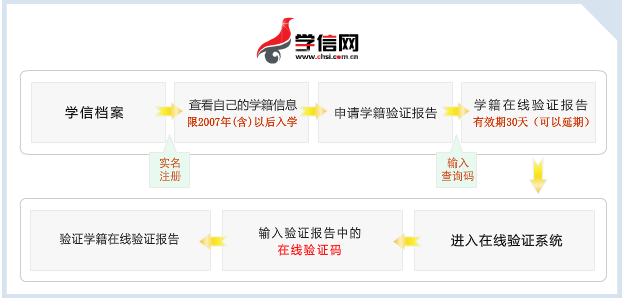 学信网
www.chsi.com.cn
学信档案
查看自己的学籍信息
限2007年(含)以后入学
申请学籍验证报告
学籍在线验证报告
有效期30天（可以延期）
实名
注册
输入
查询码
验证学籍在线验证报告
输入验证报告中的
在线验证码
进入在线验证系统